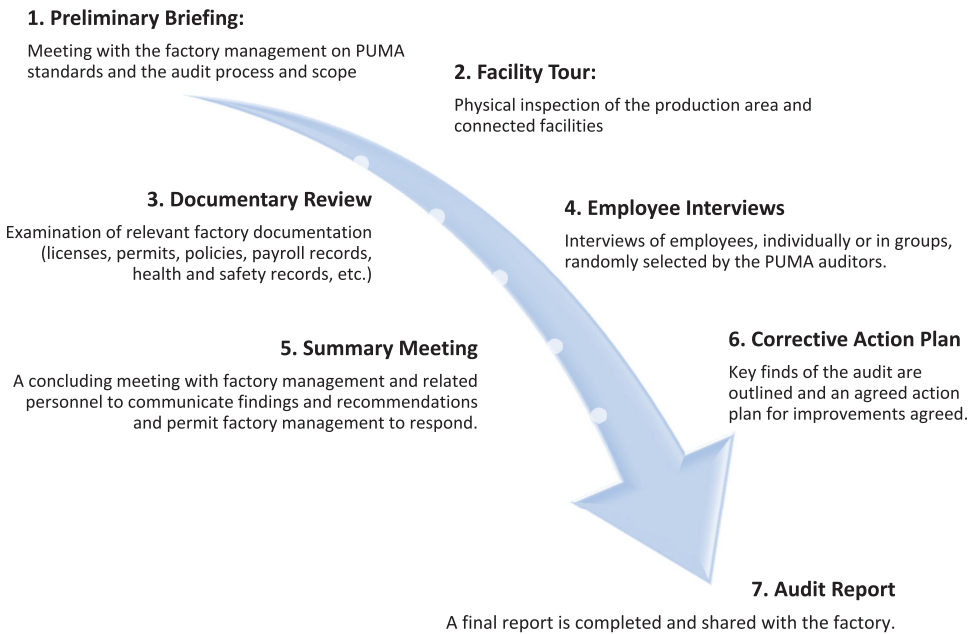 1. Preliminary Briefing:
Meeting with the factory management on PUMA
standards and the audit process and scope
2. Facility Tour:
Physical inspection of the production area and
connected facilities
3. Documentary Review
Examination of relevant factory documentation
(licenses, permits, policies, payroll records,
health and safety records, etc.)
4. Employee Interviews
Interviews of employees, individually or in groups,
randomly selected by the PUMA auditors.
5. Summary Meeting
A concluding meeting with factory management and related
personnel to communicate findings and recommendations
and permit factory management to respond.
6. Corrective Action Plan
Key finds of the audit are
outlined and an agreed action
plan for improvements agreed.
7. Audit Report
A final report is completed and shared with the factory.